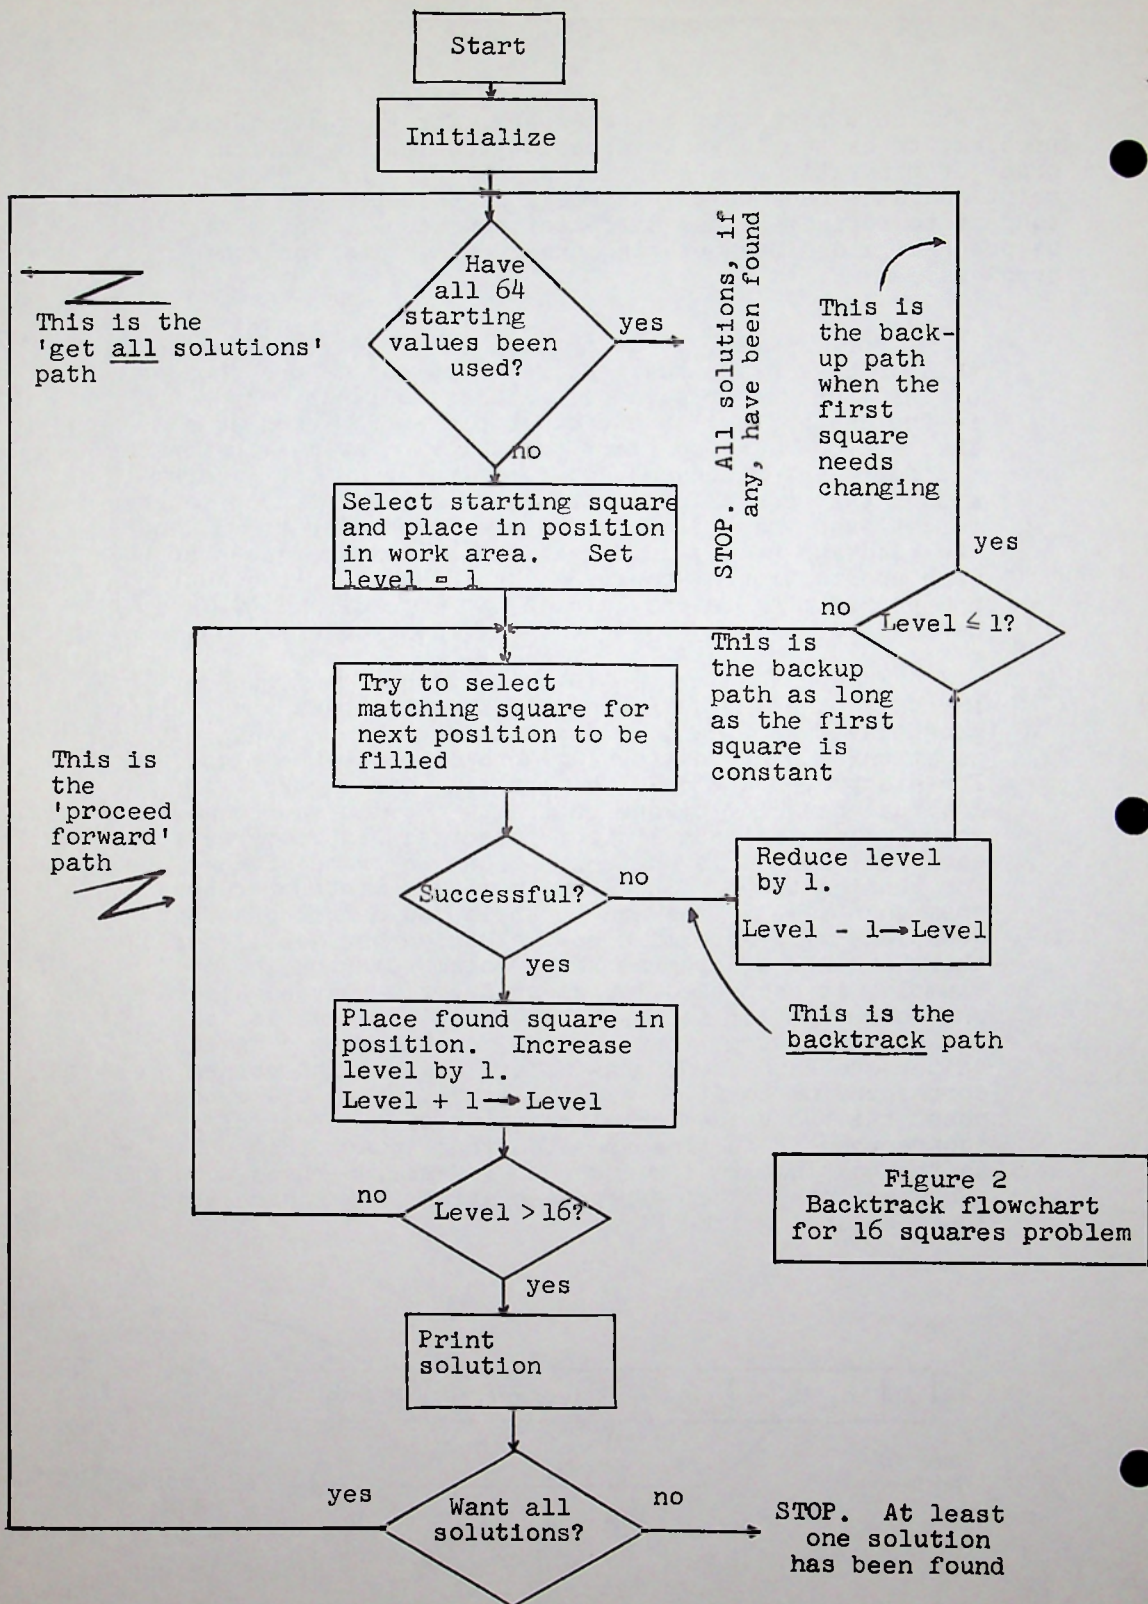 Start
Initialize
Have
all 64
starting
values been
used?
yes
no
STOP. All solutions, if
any, have been found
This is the
'get all solutions'
path
This is
the back-
up path
when the
first
square
needs
changing
Select starting square
and place in position
in work area. Set
level = 1
yes
no
Level ≤ 1?
This is
the backup
path as long
as the first
square is
constant
Try to select
matching square for
next position to be
filled
This is
the
'proceed
forward'
path
Successful?
no
yes
Reduce level
by 1.
Level - 1→Level
This is the
backtrack path
Place found square in
position. Increase
level by 1.
Level + 1→ Level
no
Level > 16?
yes
Figure 2
Backtrack flowchart
for 16 squares problem
Print
solution
yes
Want all
solutions?
no
STOP. At least
one solution
has been found